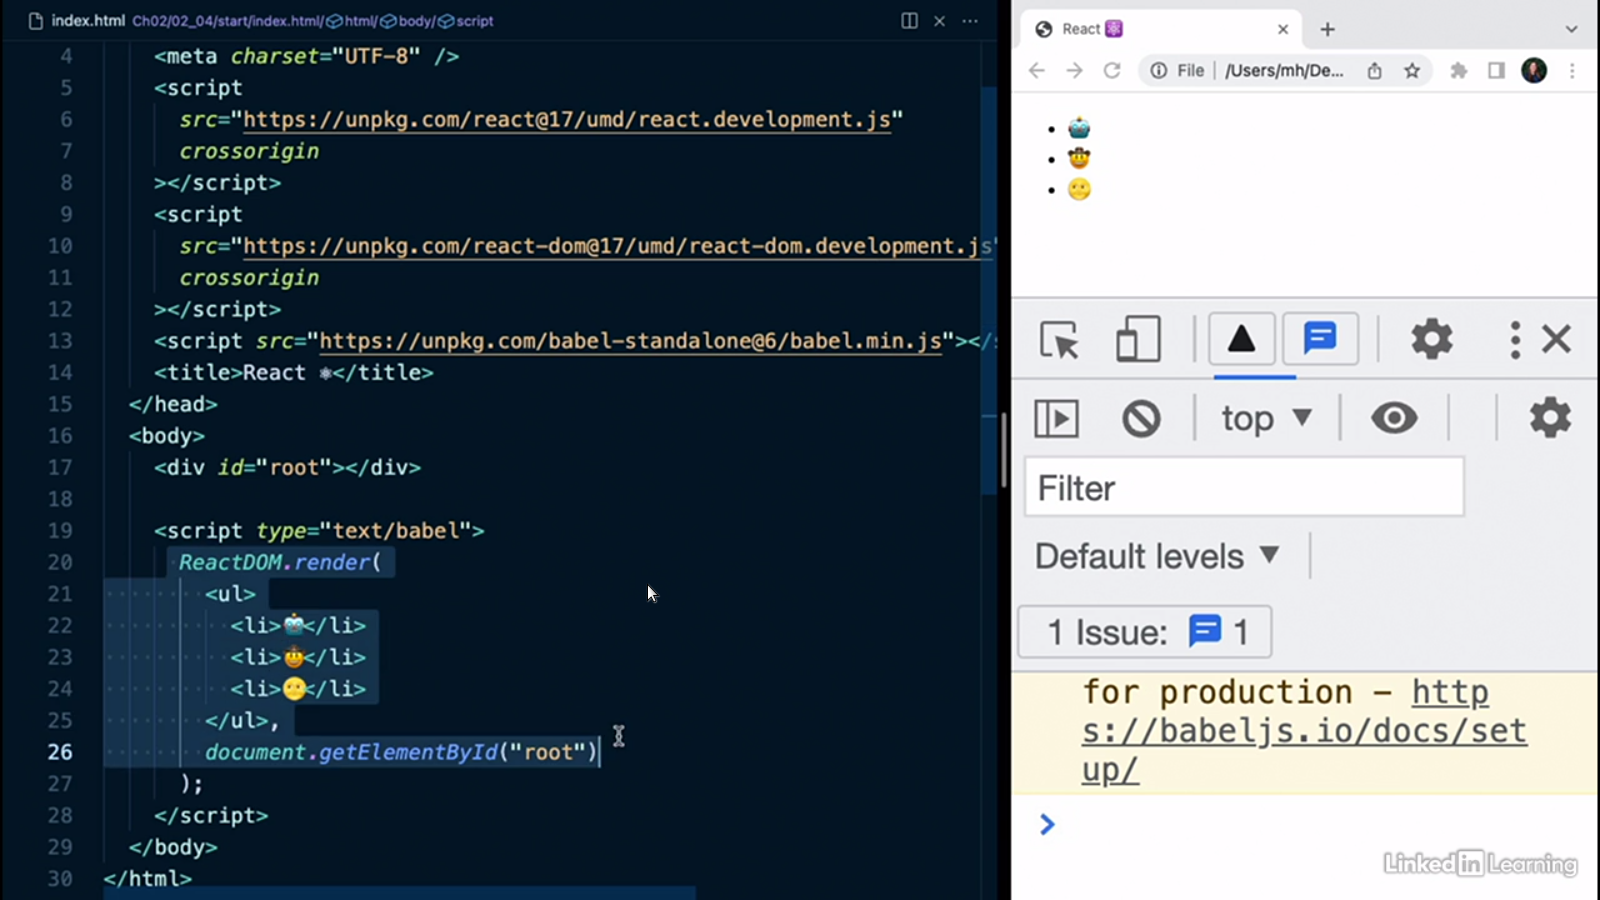 index.html Ch02/02_04/start/index.html/html/body/script
4 <meta charset="UTF-8" />
5 <script
6 src="https://unpkg.com/react@17/umd/react.development.js"
7 crossorigin
8 ></script>
9 <script
10 src="https://unpkg.com/react-dom@17/umd/react-dom.development.js"
11 crossorigin
12 ></script>
13 <script src="https://unpkg.com/babel-standalone@6/babel.min.js"></s
14 <title>React ⚛</title>
15 </head>
16 <body>
17 <div id="root"></div>
18
19 <script type="text/babel">
20 ReactDOM.render(
21 <ul>
22 <li>🤖</li>
23 <li>🤠</li>
24 <li>🌝</li>
25 </ul>,
26 document.getElementById("root")
27 );
28 </script>
29 </body>
30 </html>
React ⚛️
File /Users/mh/De...
• 🤖
• 🤠
• 🌝
top
Filter
Default levels
1 Issue: 1
for production – http
s://babeljs.io/docs/set
up/
LinkedIn Learning